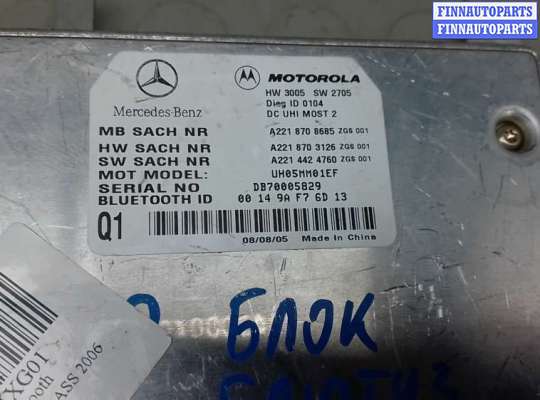 FINNAUTOPARTS
FINNAUTOPARTS
FINNAUTOPARTS
Mercedes-Benz
MOTOROLA
HW 3005 SW 2705
Diag ID 0104
DC UHI MOST 2
MB SACH NR A221 870 8685 ZGS 001
HW SACH NR A221 870 3126 ZGS 001
SW SACH NR A221 442 4760 ZGS 001
MOT MODEL: UH05MM01EF
SERIAL NO DB70005829
BLUETOOTH ID 00 14 9A F7 6D 13
Q1
08/08/05 Made in China
БЛОК
XG01
ooth
ASS 2006